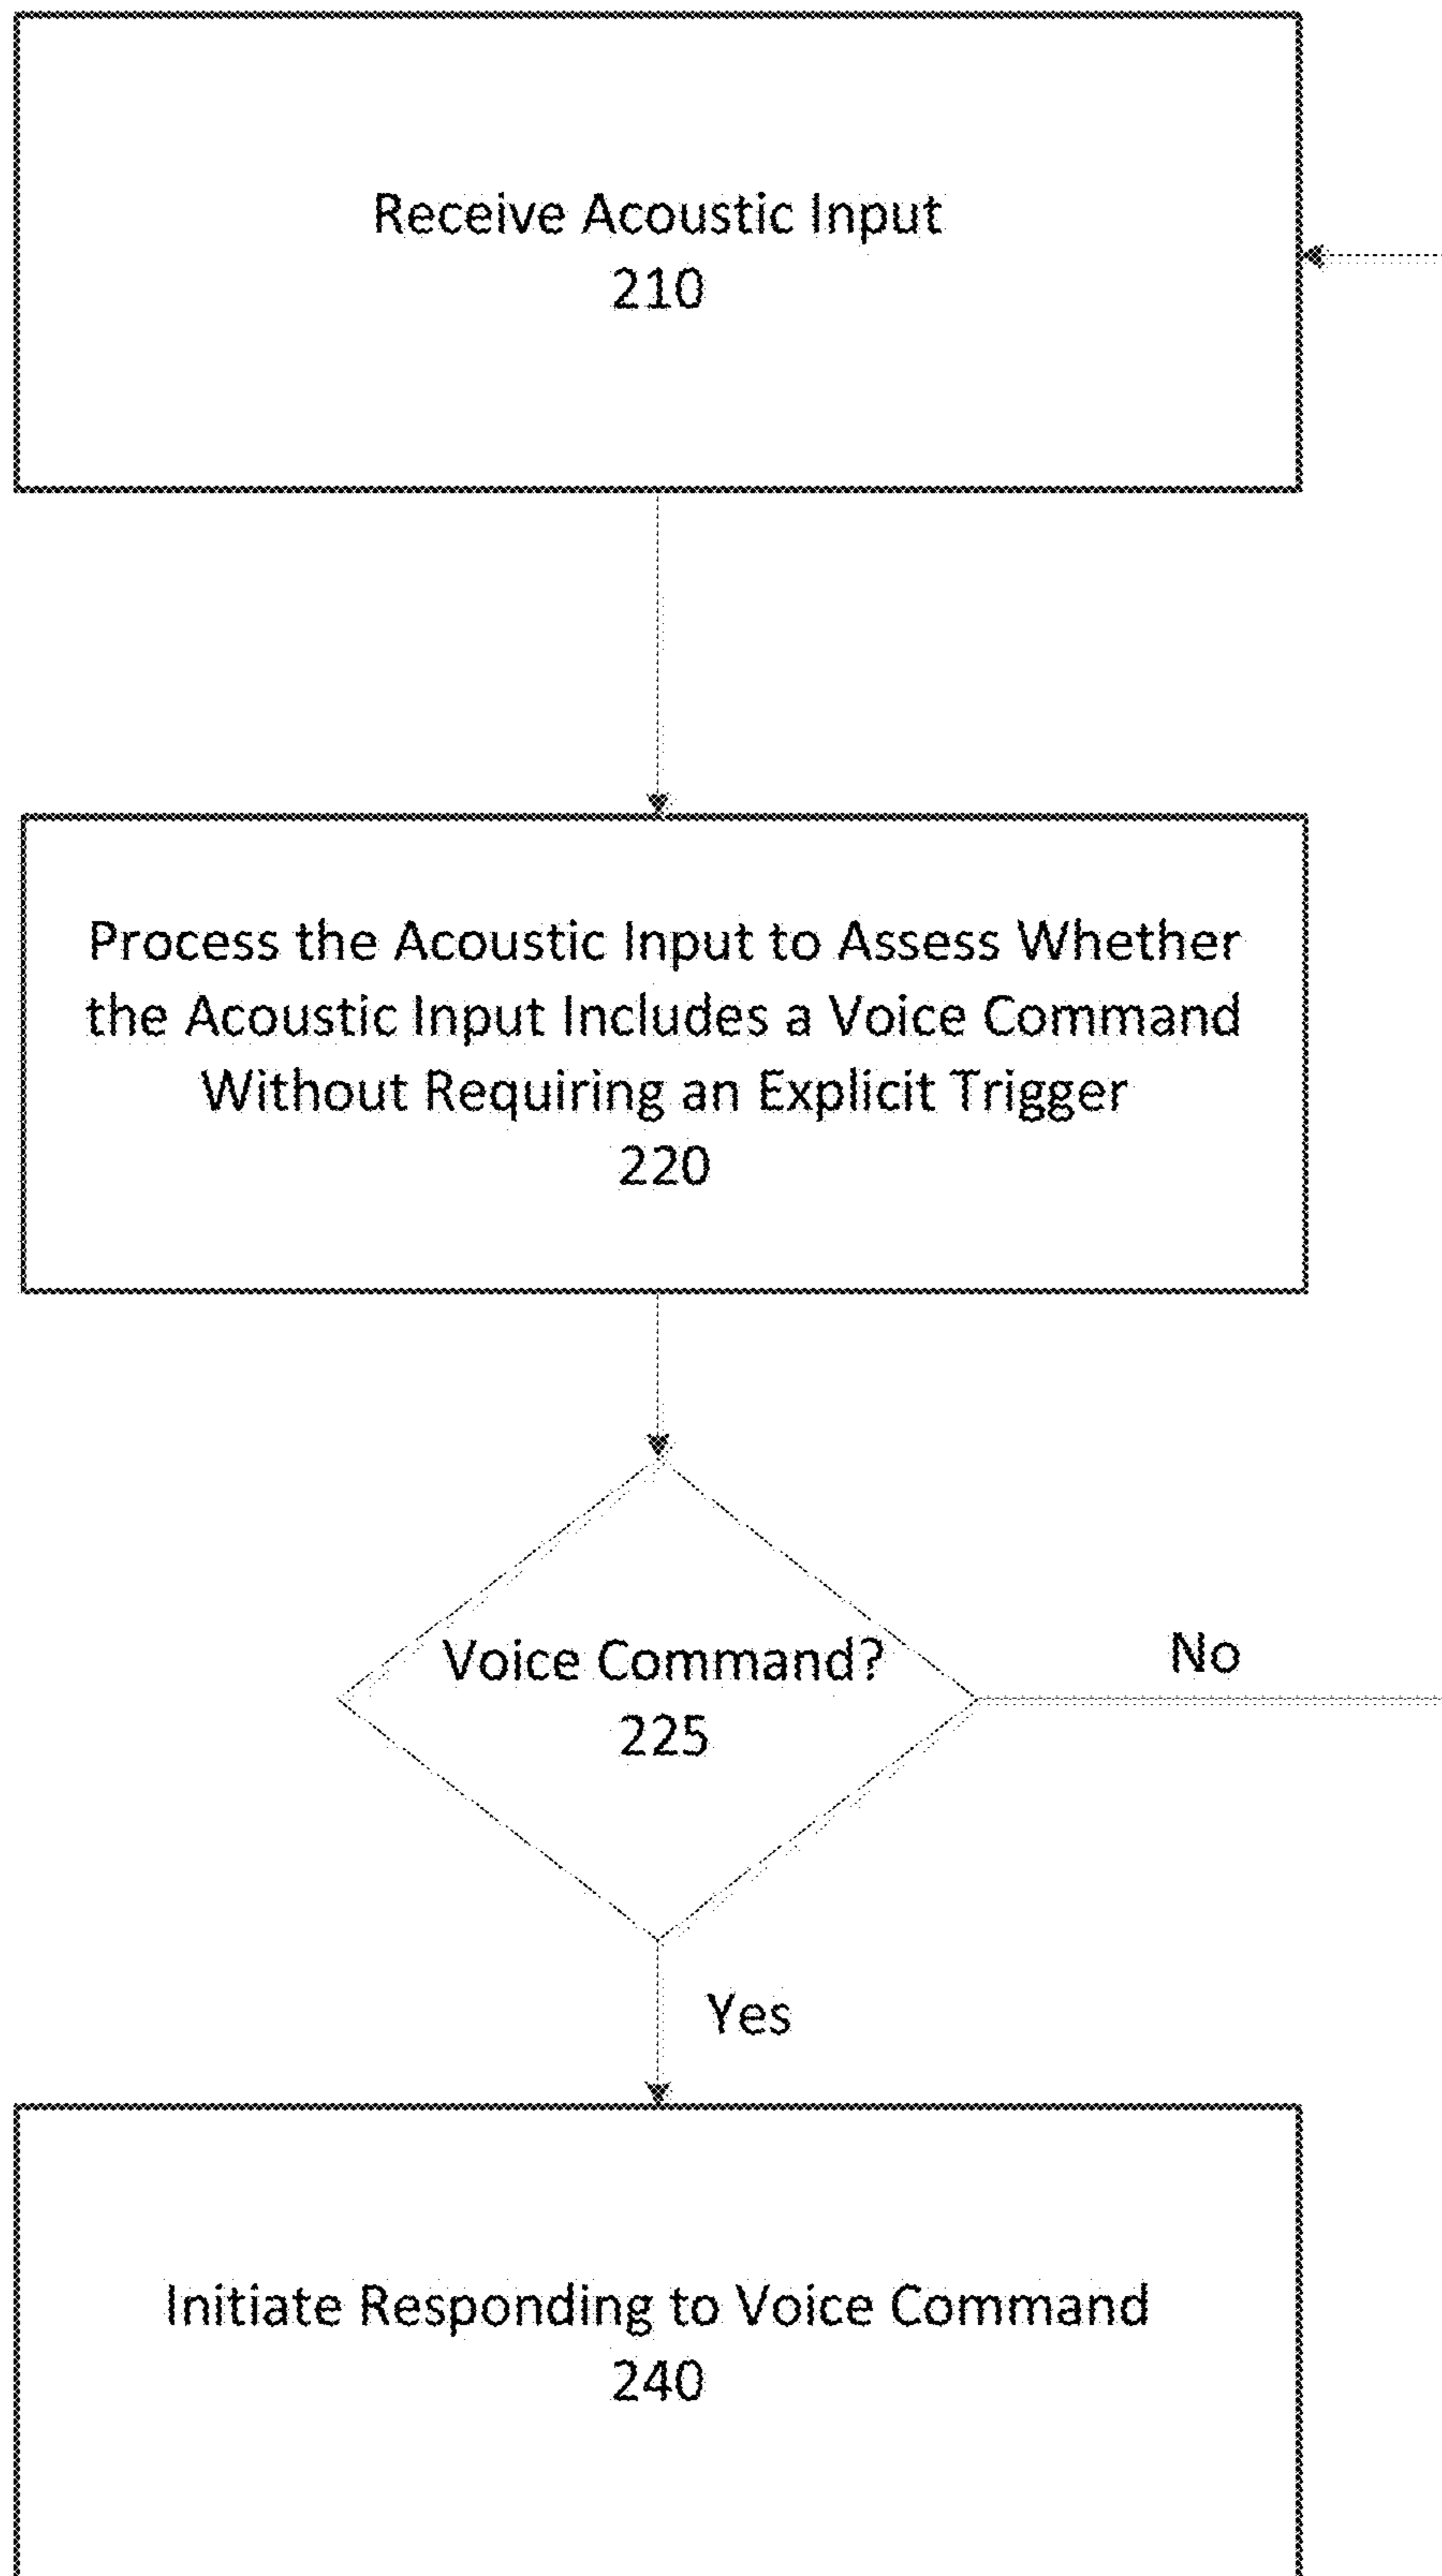 Receive Acoustic Input
210
Process the Acoustic Input to Assess Whether
the Acoustic Input Includes a Voice Command
Without Requiring an Explicit Trigger
220
Voice Command?
225
No
Yes
Initiate Responding to Voice Command
240